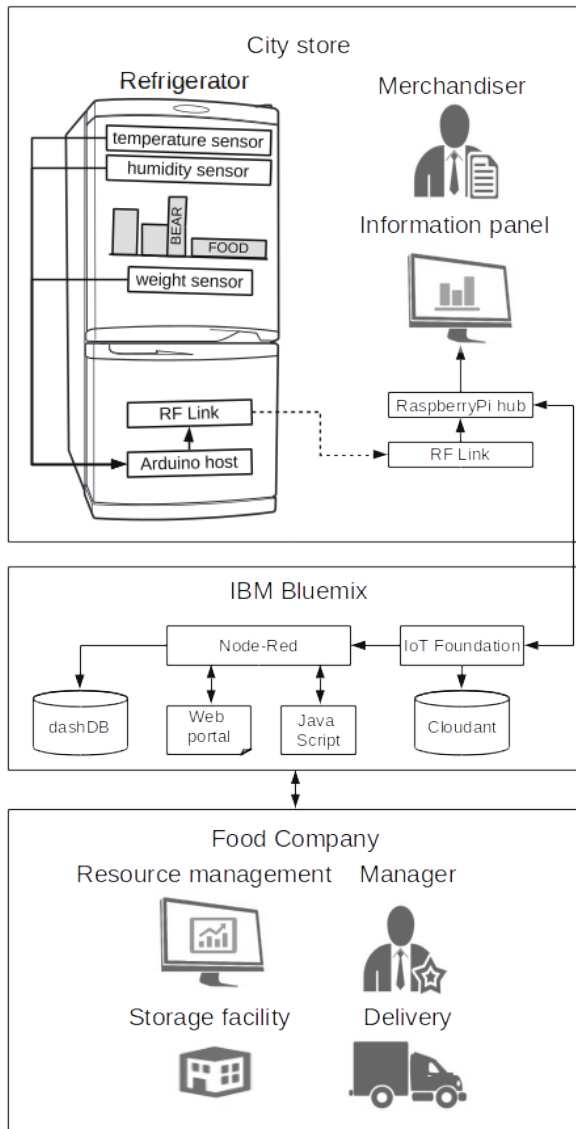 City store
Refrigerator
Merchandiser
temperature sensor
humidity sensor
BEAR
FOOD
weight sensor
Information panel
RF Link
Arduino host
RaspberryPi hub
RF Link
IBM Bluemix
Node-Red
IoT Foundation
dashDB
Web
portal
Java
Script
Cloudant
Food Company
Resource management
Manager
Storage facility
Delivery